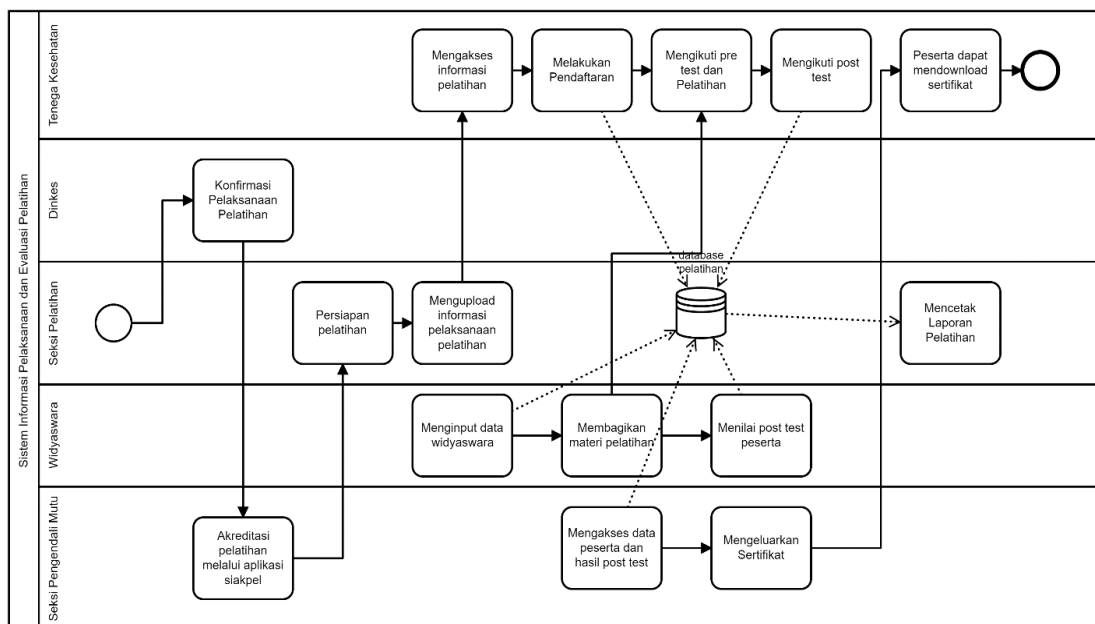 Sistem Informasi Pelaksanaan dan Evaluasi Pelatihan
Tenega Kesehatan
Mengakses
informasi
pelatihan
Melakukan
Pendaftaran
Mengikuti pre
test dan
Pelatihan
Mengikuti post
test
Peserta dapat
mendownload
sertifikat
Dinkes
Konfirmasi
Pelaksanaan
Pelatihan
Seksi Pelatihan
Persiapan
pelatihan
Mengupload
informasi
pelaksanaan
pelatihan
database
pelatihan
Mencetak
Laporan
Pelatihan
Widyaswara
Menginput data
widyaswara
Membagikan
materi pelatihan
Menilai post test
peserta
Seksi Pengendali Mutu
Akreditasi
pelatihan
melalui aplikasi
siakpel
Mengakses data
peserta dan
hasil post test
Mengeluarkan
Sertifikat